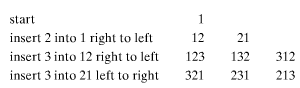 start 1
insert 2 into 1 right to left 12 21
insert 3 into 12 right to left 123 132 312
insert 3 into 21 left to right 321 231 213